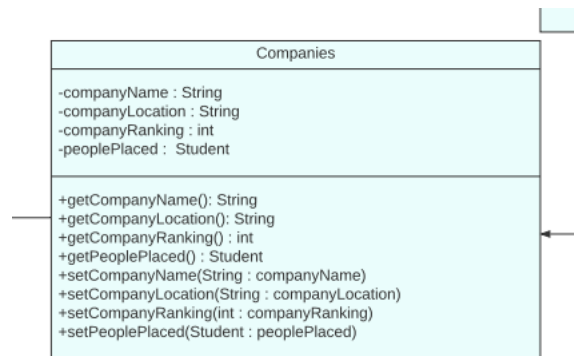 Companies
-companyName : String
-companyLocation : String
-companyRanking : int
-peoplePlaced : Student
+getCompanyName(): String
+getCompanyLocation(): String
+getCompanyRanking() : int
+getPeoplePlaced() : Student
+setCompanyName(String : companyName)
+setCompanyLocation(String : companyLocation)
+setCompanyRanking(int : companyRanking)
+setPeoplePlaced(Student : peoplePlaced)